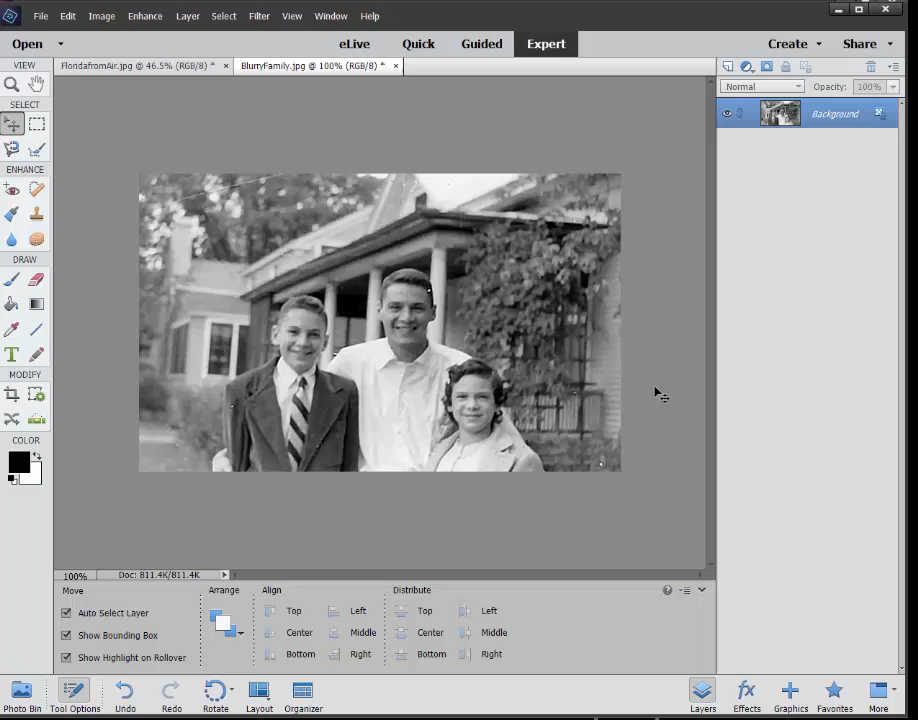 File Edit Image Enhance Layer Select Filter View Window Help
Open eLive Quick Guided Expert Create Share
VIEW
FloridafromAir.jpg @ 46.5% (RGB/8) * × BlurryFamily.jpg @ 100% (RGB/8) * ×
Normal Opacity: 100%
SELECT
Background
ENHANCE
DRAW
T
MODIFY
COLOR
100% Doc: 811.4K/811.4K
Move Arrange Align Distribute
Auto Select Layer Top Left Top Left
Show Bounding Box Center Middle Center Middle
Show Highlight on Rollover Bottom Right Bottom Right
Photo Bin Tool Options Undo Redo Rotate Layout Organizer Layers fx Effects Graphics Favorites More